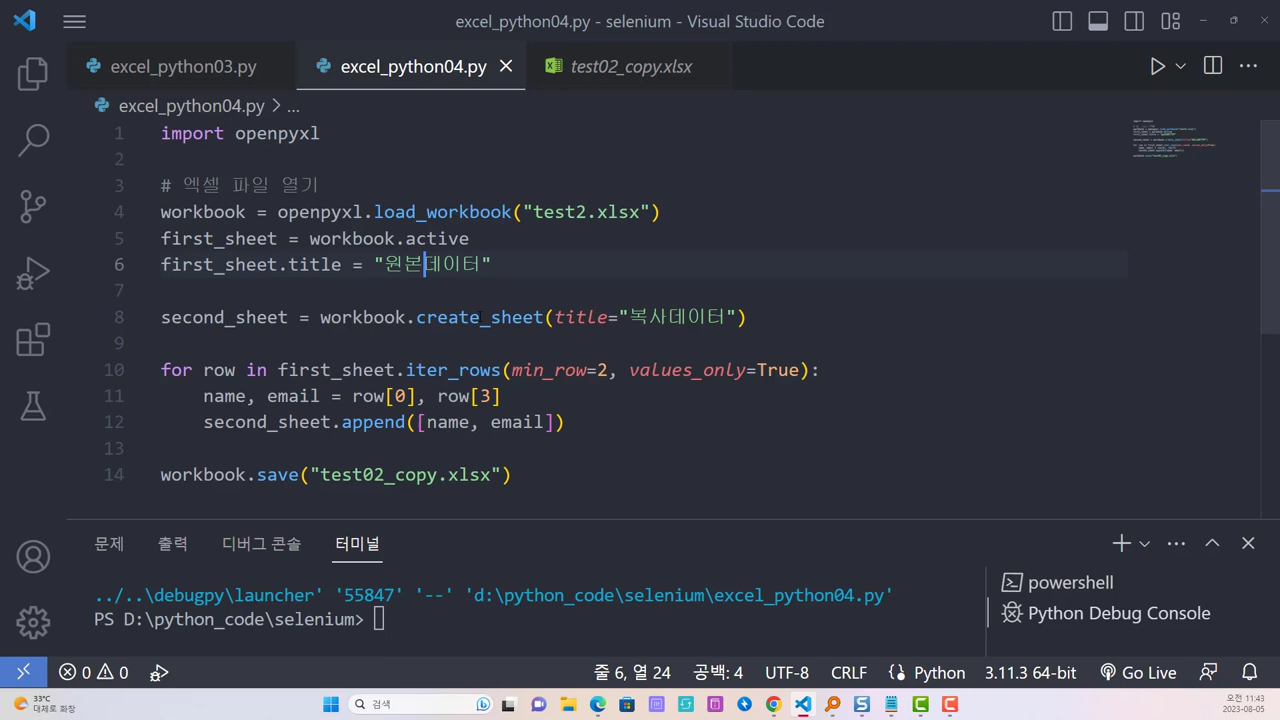 excel_python04.py - selenium - Visual Studio Code
excel_python03.py
excel_python04.py
test02_copy.xlsx
excel_python04.py > ...
1 import openpyxl
2
3 # 엑셀 파일 열기
4 workbook = openpyxl.load_workbook("test2.xlsx")
5 first_sheet = workbook.active
6 first_sheet.title = "원본데이터"
7
8 second_sheet = workbook.create_sheet(title="복사데이터")
9
10 for row in first_sheet.iter_rows(min_row=2, values_only=True):
11 name, email = row[0], row[3]
12 second_sheet.append([name, email])
13
14 workbook.save("test02_copy.xlsx")
문제 출력 디버그 콘솔 터미널
../..\debugpy\launcher' '55847' '--' 'd:\python_code\selenium\excel_python04.py'
PS D:\python_code\selenium>
powershell
Python Debug Console
0 0 줄 6, 열 24 공백: 4 UTF-8 CRLF Python 3.11.3 64-bit Go Live
33°C
대체로 화창
검색
오전 11:43
2023-08-05